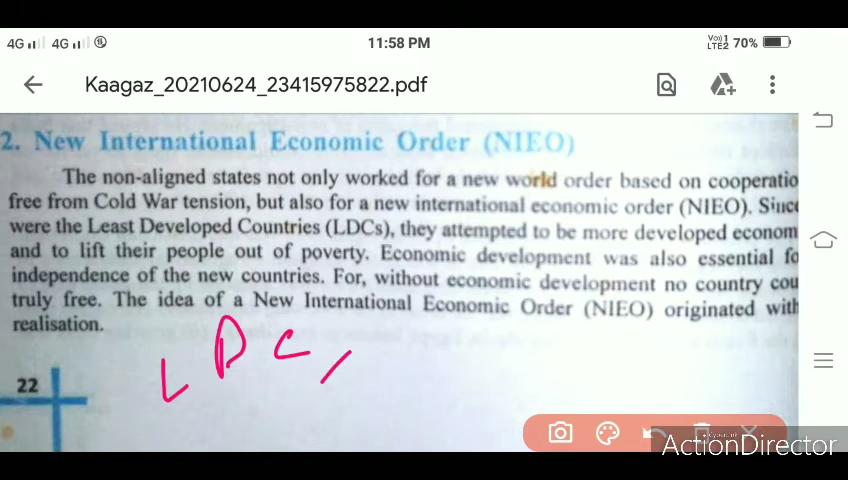 4G 4G 11:58 PM Vo)) 1 LTE2 70%
Kaagaz_20210624_23415975822.pdf
2. New International Economic Order (NIEO)
The non-aligned states not only worked for a new world order based on cooperatio
free from Cold War tension, but also for a new international economic order (NIEO). Since
were the Least Developed Countries (LDCs), they attempted to be more developed econom
and to lift their people out of poverty. Economic development was also essential fo
independence of the new countries. For, without economic development no country cou
truly free. The idea of a New International Economic Order (NIEO) originated with
realisation.
L D C
22
ActionDirector